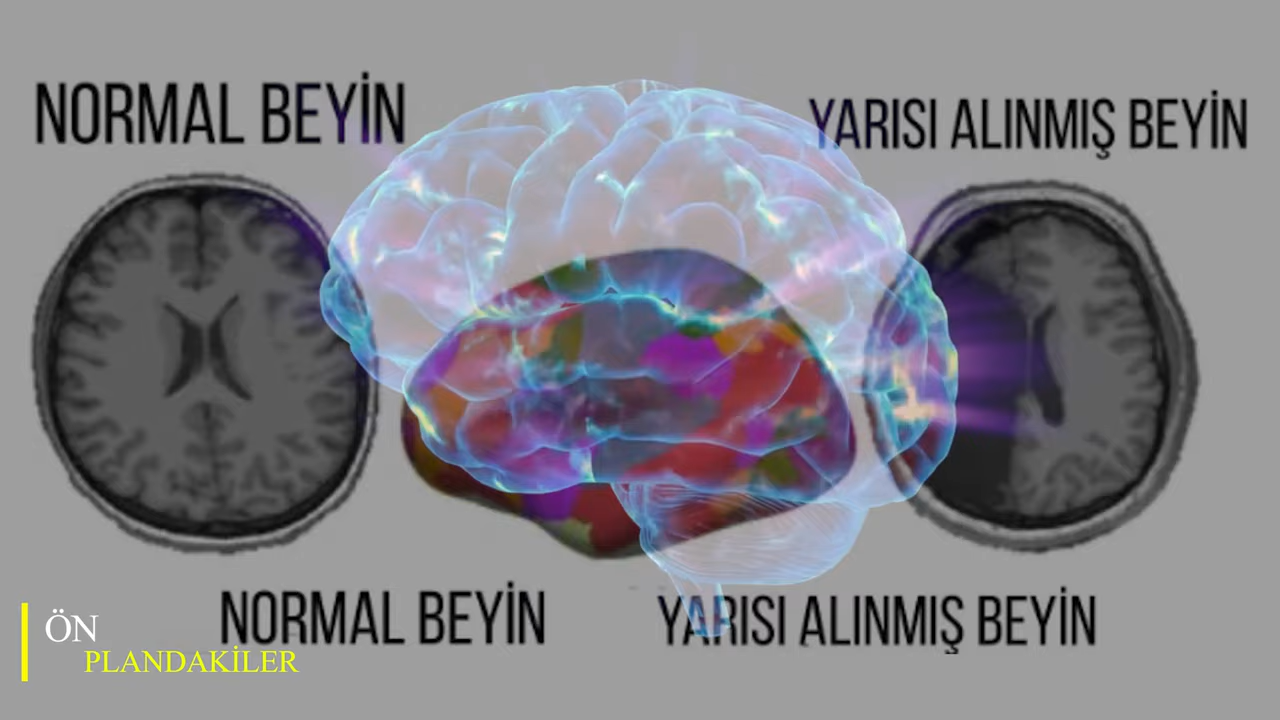 NORMAL BEYİN
YARISI ALINMIŞ BEYİN
NORMAL BEYİN
YARISI ALINMIŞ BEYİN
ÖN
PLANDAKİLER